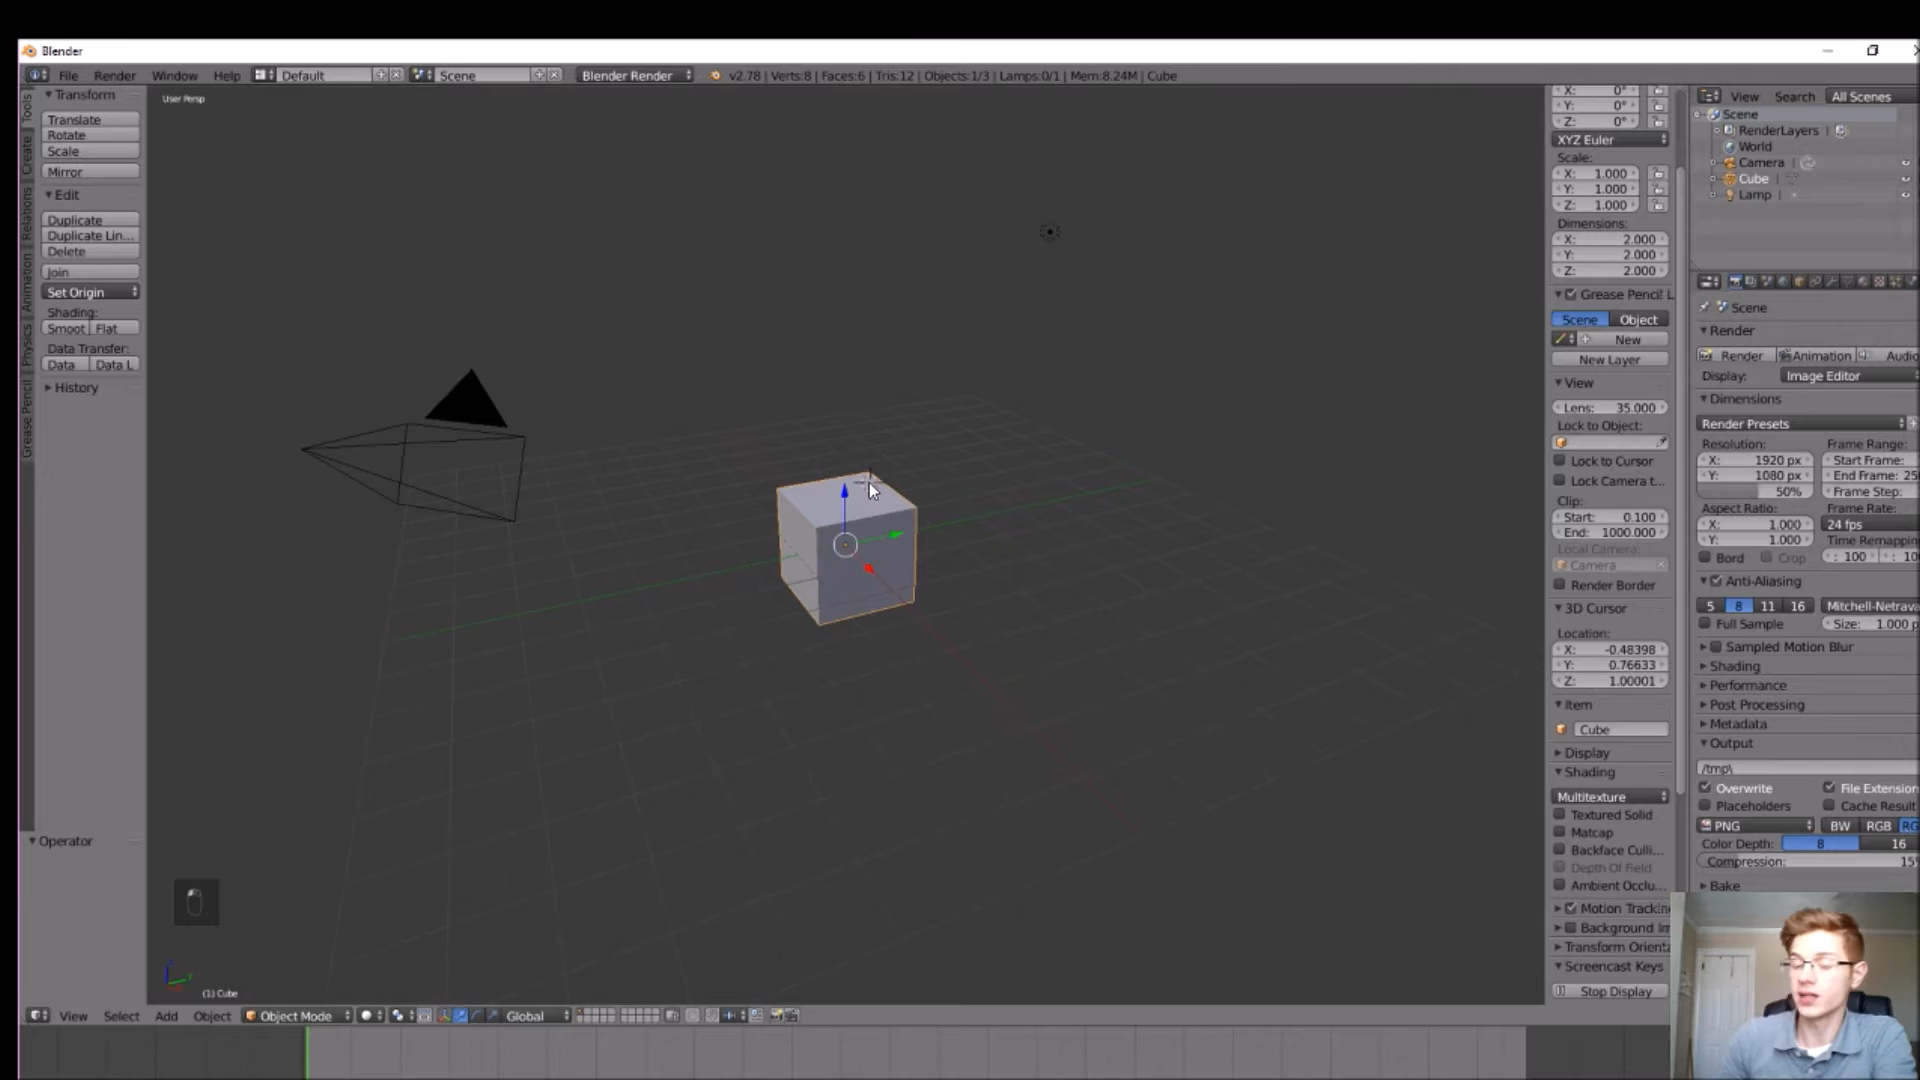 Blender
File Render Window Help Default Scene Blender Render v2.78 | Verts:8 | Faces:6 | Tris:12 | Objects:1/3 | Lamps:0/1 | Mem:8.24M | Cube
User Persp
Tools
Create
Relations
Animation
Physics
Grease Pencil
Transform
Translate
Rotate
Scale
Mirror
Edit
Duplicate
Duplicate Lin...
Delete
Join
Set Origin
Shading:
Smoot Flat
Data Transfer:
Data Data L
History
Operator
(1) Cube
View Select Add Object Object Mode Global
X: 0°
Y: 0°
Z: 0°
XYZ Euler
Scale:
X: 1.000
Y: 1.000
Z: 1.000
Dimensions:
X: 2.000
Y: 2.000
Z: 2.000
Grease Pencil L
Scene Object
New
New Layer
View
Lens: 35.000
Lock to Object:
Lock to Cursor
Lock Camera t...
Clip:
Start: 0.100
End: 1000.000
Local Camera:
Camera
Render Border
3D Cursor
Location:
X: -0.48398
Y: 0.76633
Z: 1.00001
Item
Cube
Display
Shading
Multitexture
Textured Solid
Matcap
Backface Culli...
Depth Of Field
Ambient Occlu...
Motion Trackin
Background Im
Transform Orienta
Screencast Keys
Stop Display
View Search All Scenes
Scene
RenderLayers
World
Camera
Cube
Lamp
Scene
Render
Render Animation Audio
Display: Image Editor
Dimensions
Render Presets
Resolution: Frame Range:
X: 1920 px Start Frame:
Y: 1080 px End Frame: 25
50% Frame Step:
Aspect Ratio: Frame Rate:
X: 1.000 24 fps
Y: 1.000 Time Remapping
Bord Crop : 100 : 10
Anti-Aliasing
5 8 11 16 Mitchell-Netrava
Full Sample Size: 1.000 p
Sampled Motion Blur
Shading
Performance
Post Processing
Metadata
Output
/tmp\
Overwrite File Extension
Placeholders Cache Result
PNG BW RGB RG
Color Depth: 8 16
Compression: 15
Bake